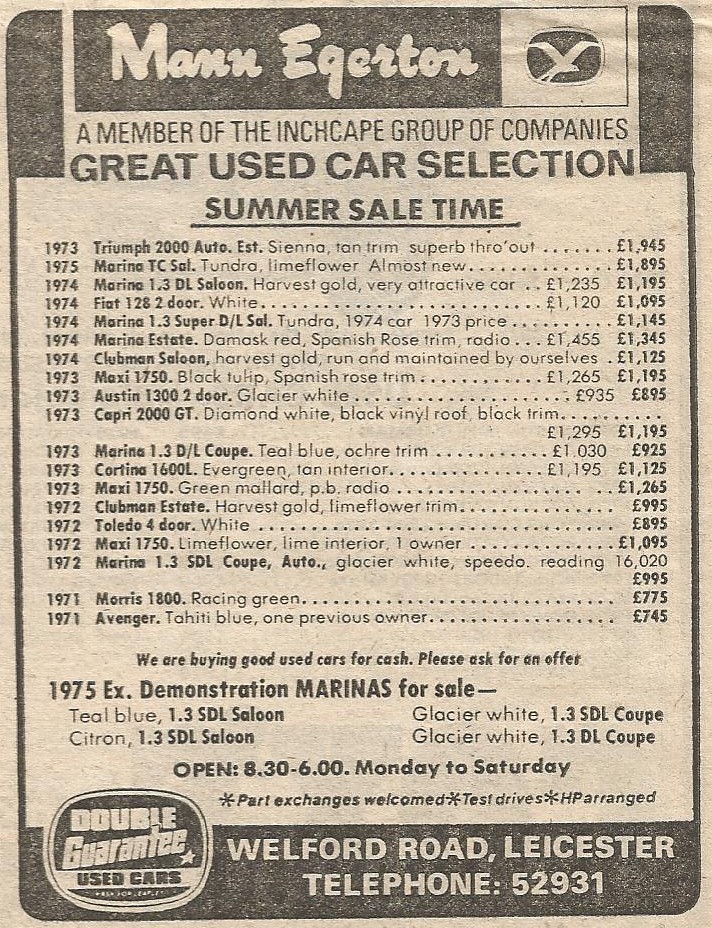 Mann Egerton
A MEMBER OF THE INCHCAPE GROUP OF COMPANIES
GREAT USED CAR SELECTION
SUMMER SALE TIME
1973 Triumph 2000 Auto. Est. Sienna, tan trim superb thro'out ....... £1,945
1975 Marina TC Sal. Tundra, limeflower Almost new............... £1,895
1974 Marina 1.3 DL Saloon. Harvest gold, very attractive car .. £1,235 £1,195
1974 Fiat 128 2 door. White............................... £1,120 £1,095
1974 Marina 1.3 Super D/L Sal. Tundra, 1974 car 1973 price .......... £1,145
1974 Marina Estate. Damask red, Spanish Rose trim, radio ... £1,455 £1,345
1974 Clubman Saloon, harvest gold, run and maintained by ourselves . £1,125
1973 Maxi 1750. Black tulip, Spanish rose trim ............. £1,265 £1,195
1973 Austin 1300 2 door. Glacier white ...................... £935 £895
1973 Capri 2000 GT. Diamond white, black vinyl roof, black trim..........
£1,295 £1,195
1973 Marina 1.3 D/L Coupe. Teal blue, ochre trim ........... £1.030 £925
1973 Cortina 1600L. Evergreen, tan interior............... £1,195 £1,125
1973 Maxi 1750. Green mallard, p.b. radio ...................... £1,265
1972 Clubman Estate. Harvest gold, limeflower trim............... £995
1972 Toledo 4 door. White .................................. £895
1972 Maxi 1750. Limeflower, lime interior, 1 owner .............. £1,095
1972 Marina 1.3 SDL Coupe, Auto., glacier white, speedo. reading 16,020
£995
1971 Morris 1800. Racing green............................... £775
1971 Avenger. Tahiti blue, one previous owner.................. £745
We are buying good used cars for cash. Please ask for an offer
1975 Ex. Demonstration MARINAS for sale—
Teal blue, 1.3 SDL Saloon Glacier white, 1.3 SDL Coupe
Citron, 1.3 SDL Saloon Glacier white, 1.3 DL Coupe
OPEN: 8.30-6.00. Monday to Saturday
*Part exchanges welcomed*Test drives*HP arranged
DOUBLE
Guarantee
USED CARS
WELFORD ROAD, LEICESTER
TELEPHONE: 52931